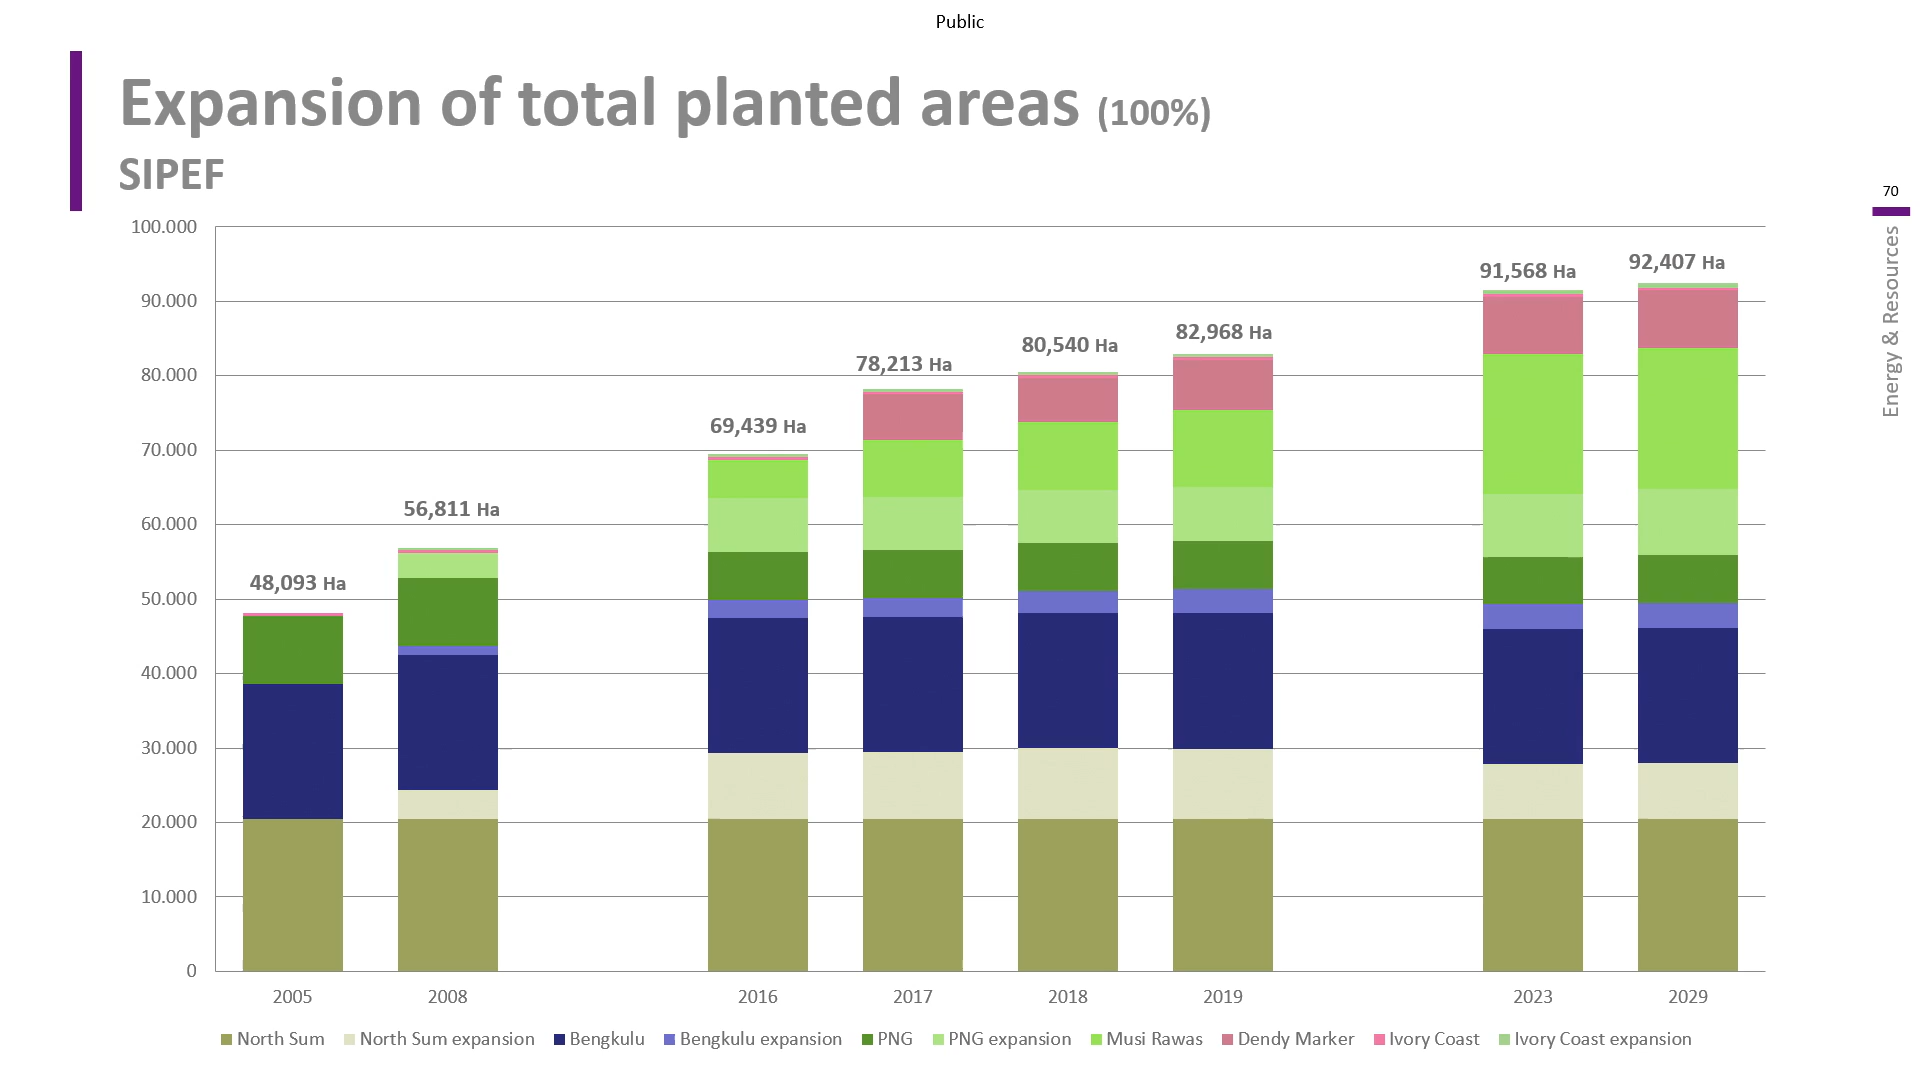 Public
Expansion of total planted areas (100%)
SIPEF
70
Energy & Resources
100.000
90.000
80.000
70.000
60.000
50.000
40.000
30.000
20.000
10.000
0
48,093 Ha
56,811 Ha
69,439 Ha
78,213 Ha
80,540 Ha
82,968 Ha
91,568 Ha
92,407 Ha
2005 2008 2016 2017 2018 2019 2023 2029
North Sum North Sum expansion Bengkulu Bengkulu expansion PNG PNG expansion Musi Rawas Dendy Marker Ivory Coast Ivory Coast expansion